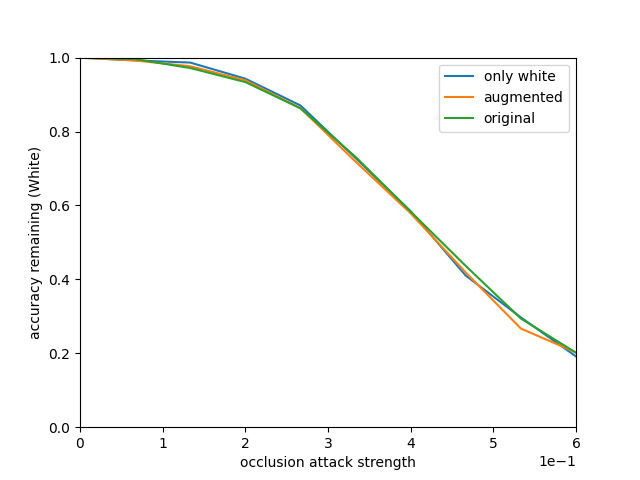 1.0
0.8
0.6
0.4
0.2
0.0
accuracy remaining (White)
only white
augmented
original
0 1 2 3 4 5 6
1e−1
occlusion attack strength